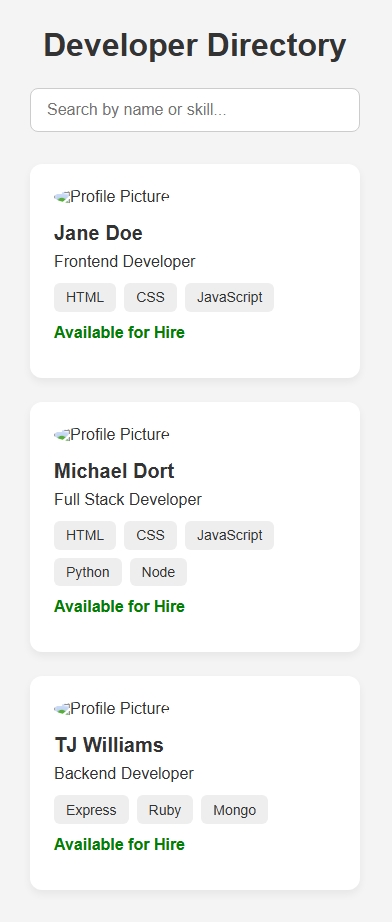 Developer Directory
Search by name or skill...
Profile Picture
Jane Doe
Frontend Developer
HTML CSS JavaScript
Available for Hire
Profile Picture
Michael Dort
Full Stack Developer
HTML CSS JavaScript
Python Node
Available for Hire
Profile Picture
TJ Williams
Backend Developer
Express Ruby Mongo
Available for Hire